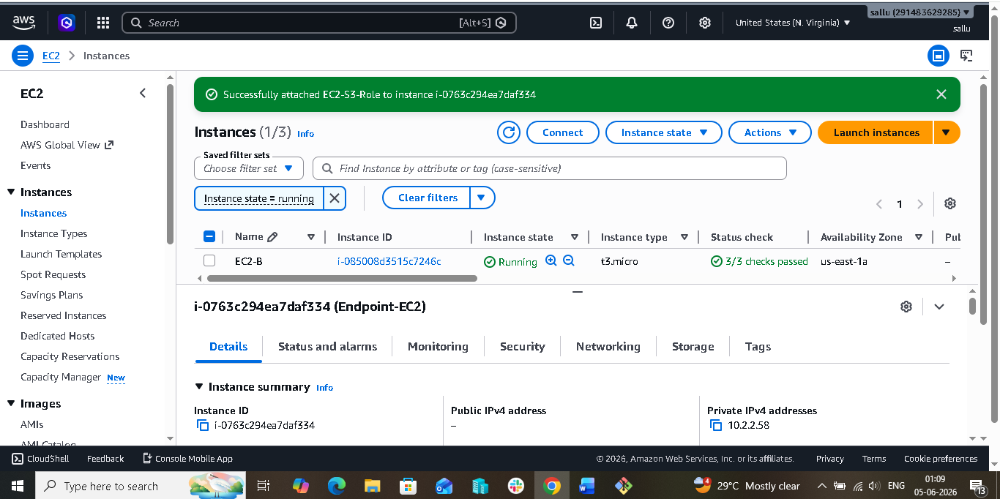 aws
Search [Alt+S]
United States (N. Virginia)
sallu (291483629285)
sallu
EC2 Instances
EC2
Dashboard
AWS Global View
Events
Instances
Instances
Instance Types
Launch Templates
Spot Requests
Savings Plans
Reserved Instances
Dedicated Hosts
Capacity Reservations
Capacity Manager New
Images
AMIs
AMI Catalog
Successfully attached EC2-S3-Role to instance i-0763c294ea7daf334
Instances (1/3) Info
Connect
Instance state
Actions
Launch instances
Saved filter sets
Choose filter set
Find Instance by attribute or tag (case-sensitive)
Instance state = running
Clear filters
1
Name Instance ID Instance state Instance type Status check Availability Zone Pub
EC2-B i-085008d3515c7246c Running t3.micro 3/3 checks passed us-east-1a –
i-0763c294ea7daf334 (Endpoint-EC2)
Details Status and alarms Monitoring Security Networking Storage Tags
Instance summary Info
Instance ID
i-0763c294ea7daf334
Public IPv4 address
–
Private IPv4 addresses
10.2.2.58
CloudShell Feedback Console Mobile App
© 2026, Amazon Web Services, Inc. or its affiliates. Privacy Terms Cookie preferences
Type here to search
4
29°C Mostly clear
ENG
01:09
05-06-2026
13